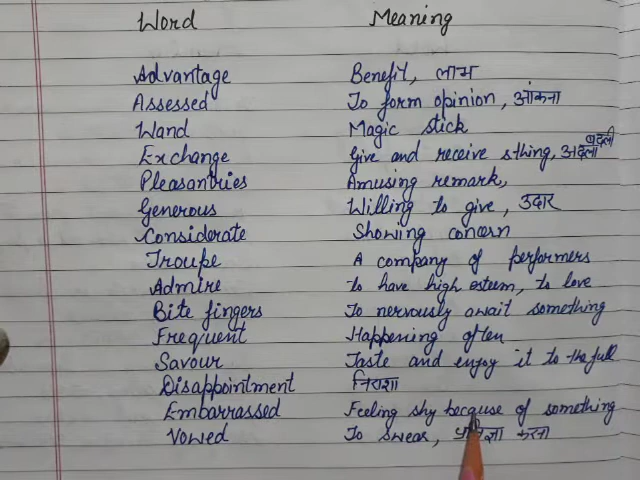 Word Meaning
Advantage Benefit, लाभ
Assessed To form opinion, आंकना
Wand Magic stick
Exchange Give and receive sthing, अदला बदली
Pleasantries Amusing remark,
Generous Willing to give, उदार
Considerate Showing concern
Troupe A company of performers
Admire to have high esteem, to love
Bite fingers To nervously await something
Frequent Happening often
Savour Taste and enjoy it to the full
Disappointment निराशा
Embarrassed Feeling shy because of something
Vowed To swear, करना